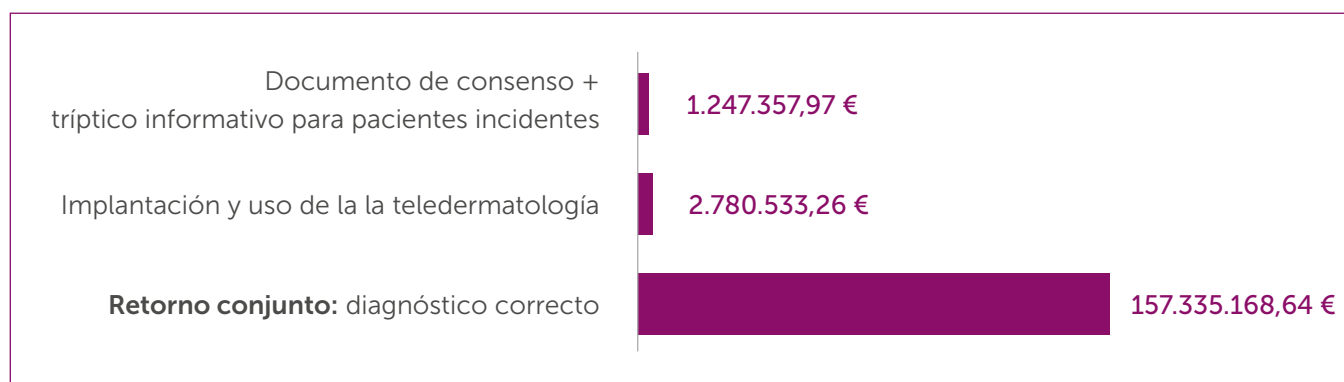 Documento de consenso +
tríptico informativo para pacientes incidentes
1.247.357,97 €
Implantación y uso de la la teledermatología
2.780.533,26 €
Retorno conjunto: diagnóstico correcto
157.335.168,64 €